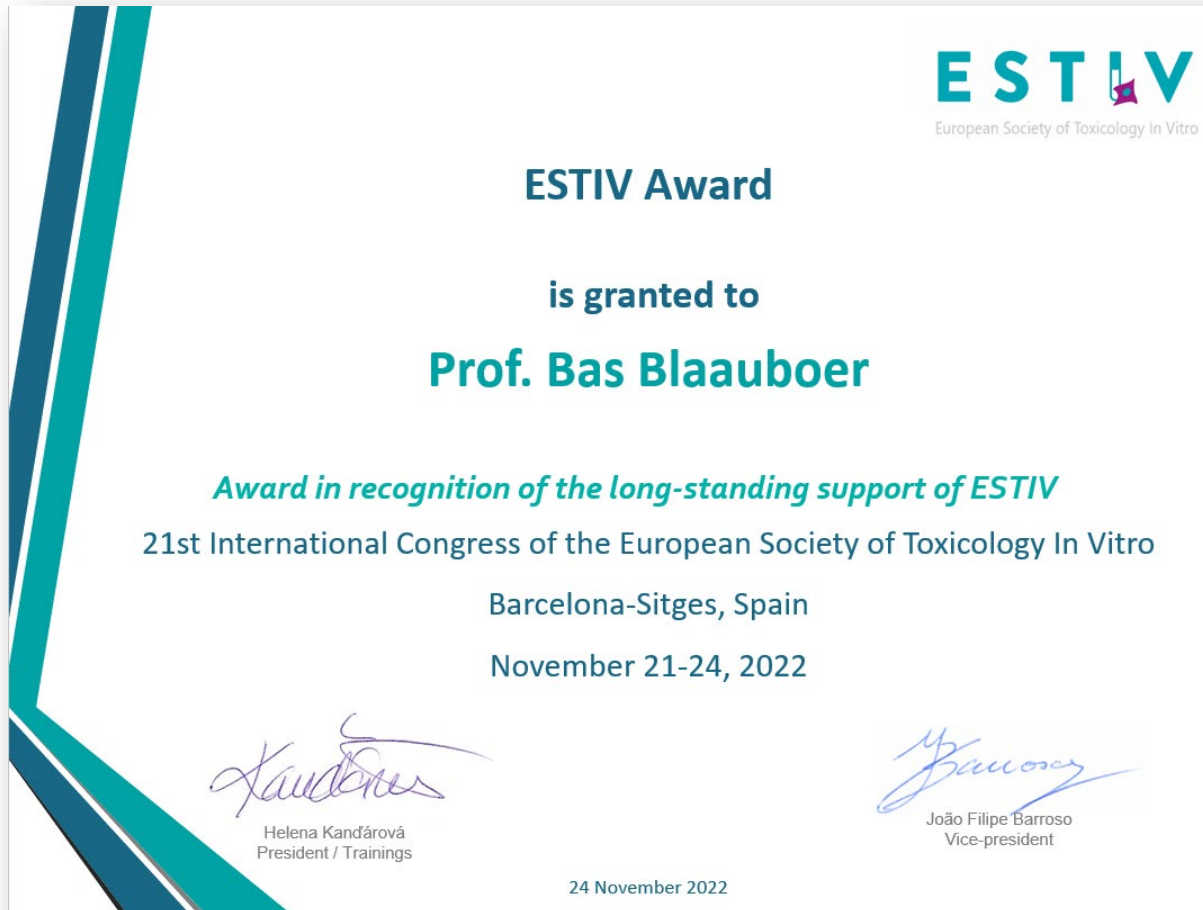 ESTIV
European Society of Toxicology In Vitro
ESTIV Award
is granted to
Prof. Bas Blaauboer
Award in recognition of the long-standing support of ESTIV
21st International Congress of the European Society of Toxicology In Vitro
Barcelona-Sitges, Spain
November 21-24, 2022
Kanďárová
Barroso
Helena Kanďárová
President / Trainings
João Filipe Barroso
Vice-president
24 November 2022